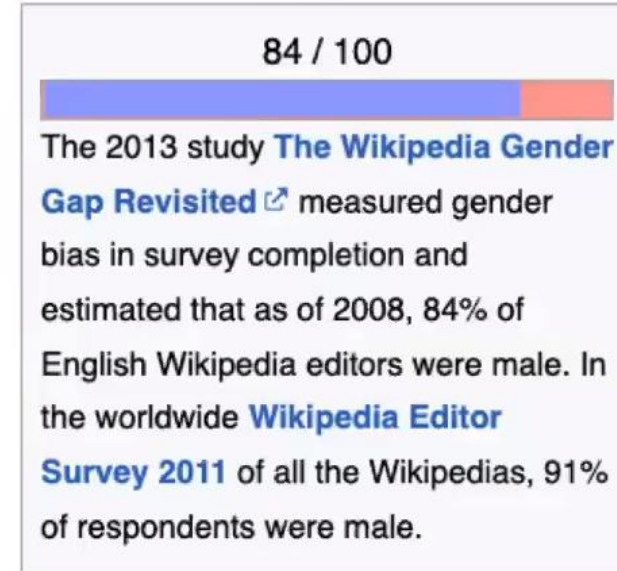 84 / 100
The 2013 study The Wikipedia Gender
Gap Revisited measured gender
bias in survey completion and
estimated that as of 2008, 84% of
English Wikipedia editors were male. In
the worldwide Wikipedia Editor
Survey 2011 of all the Wikipedias, 91%
of respondents were male.